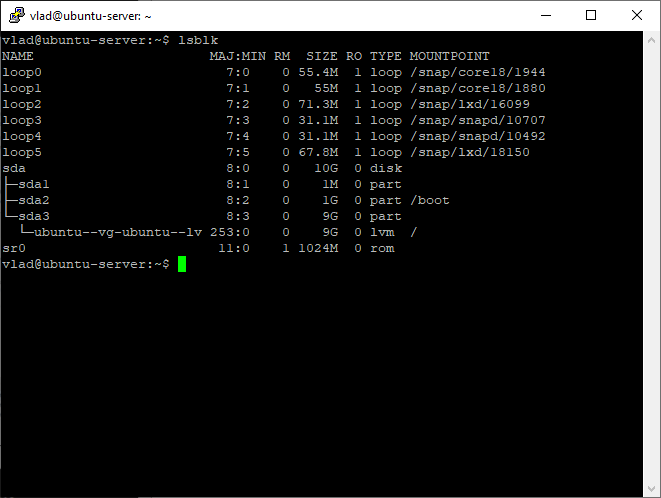 vlad@ubuntu-server: ~
vlad@ubuntu-server:~$ lsblk
NAME                      MAJ:MIN RM  SIZE RO TYPE MOUNTPOINT
loop0                       7:0    0 55.4M  1 loop /snap/core18/1944
loop1                       7:1    0   55M  1 loop /snap/core18/1880
loop2                       7:2    0 71.3M  1 loop /snap/lxd/16099
loop3                       7:3    0 31.1M  1 loop /snap/snapd/10707
loop4                       7:4    0 31.1M  1 loop /snap/snapd/10492
loop5                       7:5    0 67.8M  1 loop /snap/lxd/18150
sda                         8:0    0   10G  0 disk
├─sda1                      8:1    0    1M  0 part
├─sda2                      8:2    0    1G  0 part /boot
└─sda3                      8:3    0    9G  0 part
  └─ubuntu--vg-ubuntu--lv 253:0    0    9G  0 lvm  /
sr0                        11:0    1 1024M  0 rom
vlad@ubuntu-server:~$